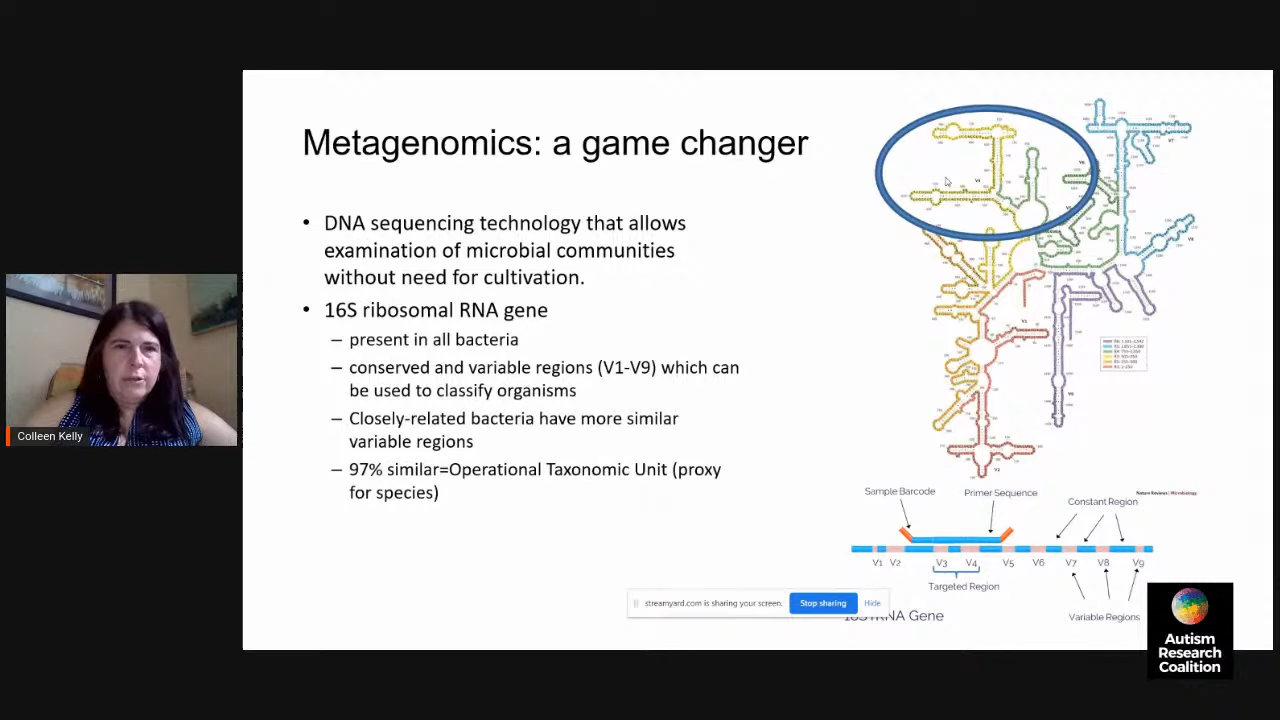 Metagenomics: a game changer
• DNA sequencing technology that allows
examination of microbial communities
without need for cultivation.
• 16S ribosomal RNA gene
– present in all bacteria
– conserved and variable regions (V1-V9) which can
be used to classify organisms
– Closely-related bacteria have more similar
variable regions
– 97% similar=Operational Taxonomic Unit (proxy
for species)
Colleen Kelly
Nature Reviews | Microbiology
Sample Barcode
Primer Sequence
Constant Region
V1 V2 V3 V4 V5 V6 V7 V8 V9
Targeted Region
Variable Regions
streamyard.com is sharing your screen.
Stop sharing
Hide
Gene
Autism
Research
Coalition